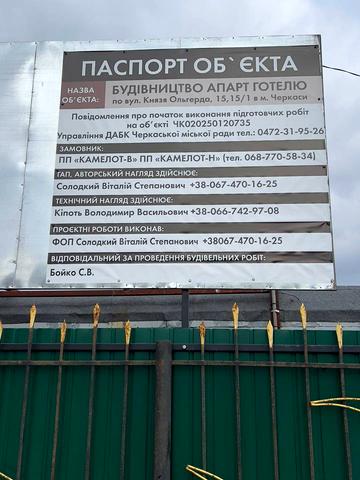 ПАСПОРТ ОБ`ЄКТА
НАЗВА ОБ'ЄКТА:
БУДІВНИЦТВО АПАРТ ГОТЕЛЮ
по вул. Князя Ольгерда, 15,15/1 в м. Черкаси
Повідомлення про початок виконання підготовчих робіт
на об'єкті ЧК020250120735
Управління ДАБК Черкаської міської ради тел.: 0472-31-95-26
ЗАМОВНИК:
ПП «КАМЕЛОТ-В» ПП «КАМЕЛОТ-Н» (тел. 068-770-58-34)
ГАП, АВТОРСЬКИЙ НАГЛЯД ЗДІЙСНЮЄ:
Солодкий Віталій Степанович +38-067-470-16-25
ТЕХНІЧНИЙ НАГЛЯД ЗДІЙСНЮЄ:
Кіпоть Володимир Васильович +38-066-742-97-08
ПРОЄКТНІ РОБОТИ ВИКОНАВ:
ФОП Солодкий Віталій Степанович +38067-470-16-25
ВІДПОВІДАЛЬНИЙ ЗА ПРОВЕДЕННЯ БУДІВЕЛЬНИХ РОБІТ:
Бойко С.В.